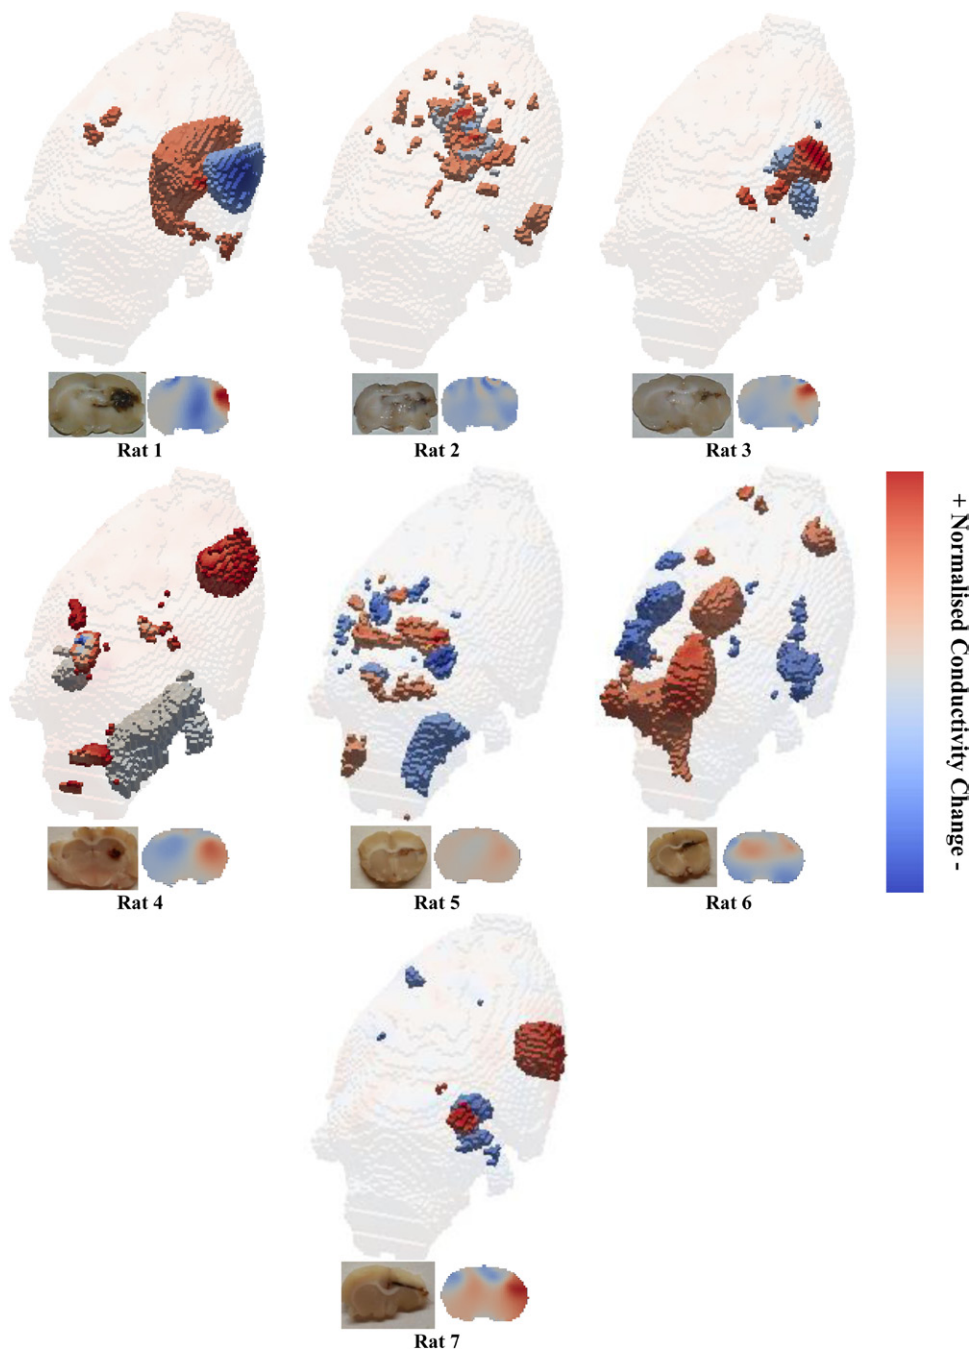 Rat 1
Rat 2
Rat 3
+ Normalised Conductivity Change -
Rat 4
Rat 5
Rat 6
Rat 7